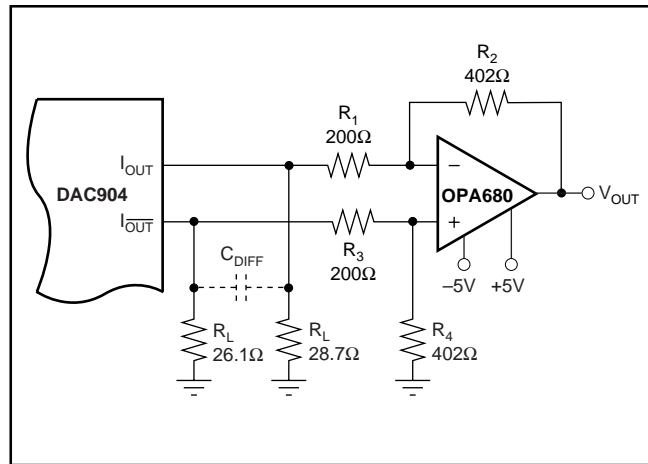 R2
402Ω
R1
200Ω
IOUT
−
DAC904
OPA680
VOUT
IOUT
+
R3
200Ω
CDIFF
–5V +5V
RL
26.1Ω
RL
28.7Ω
R4
402Ω